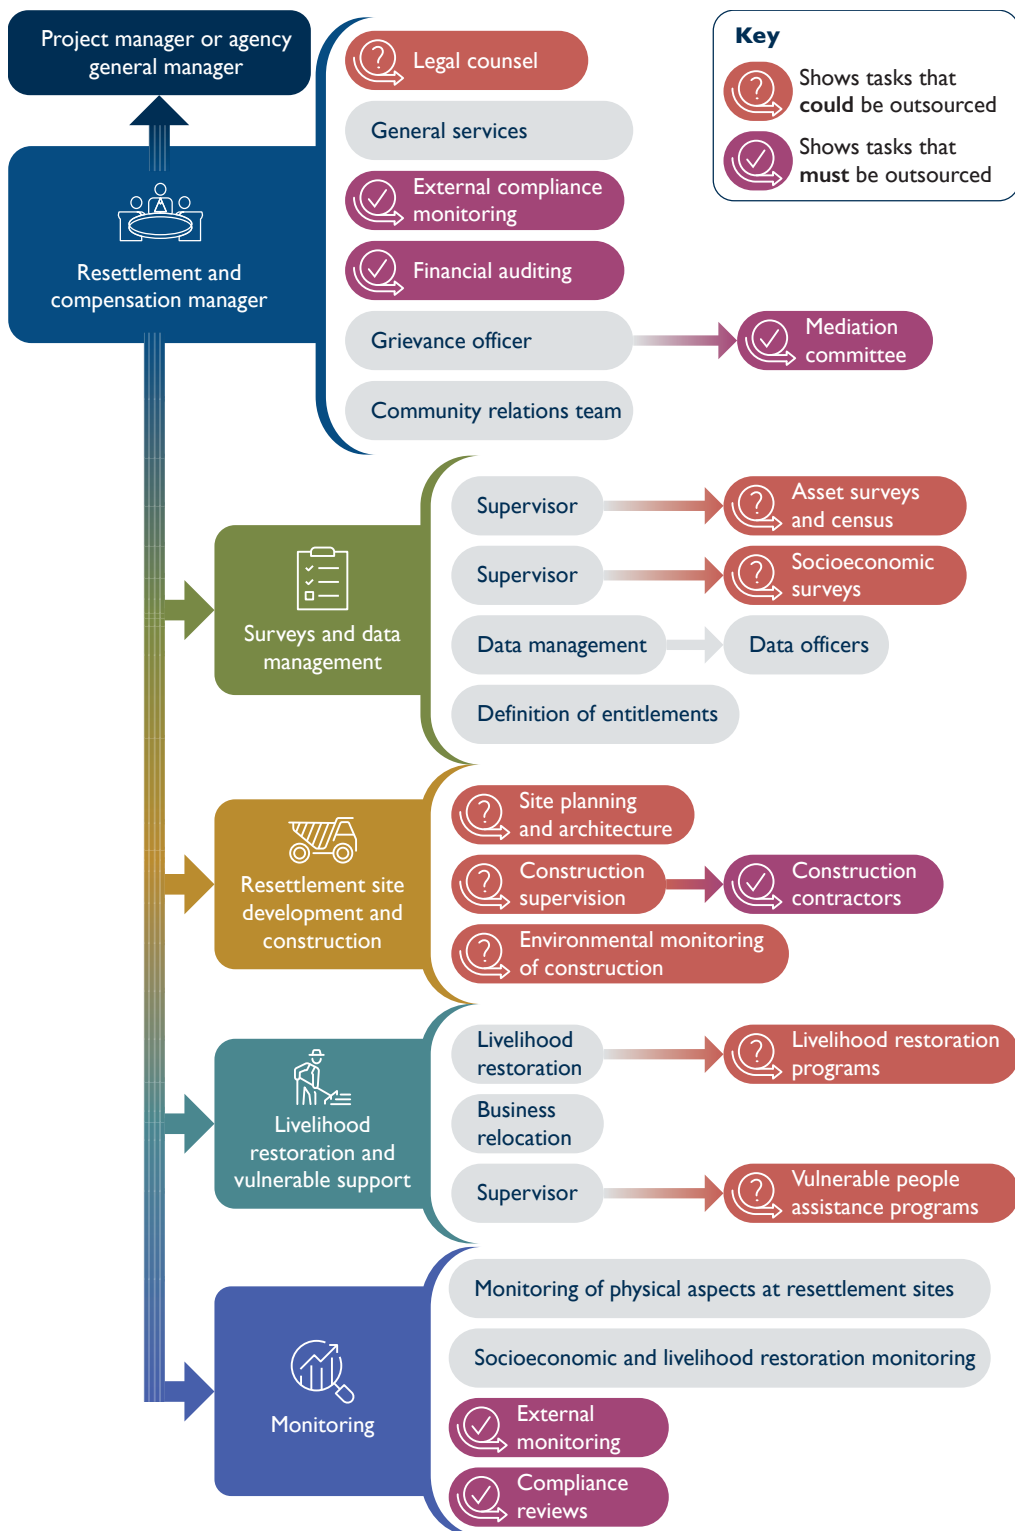 Project manager or agency
general manager
Resettlement and
compensation manager
Legal counsel
General services
External compliance
monitoring
Financial auditing
Grievance officer
Mediation
committee
Community relations team
Key
Shows tasks that
could be outsourced
Shows tasks that
must be outsourced
Surveys and data
management
Supervisor
Asset surveys
and census
Supervisor
Socioeconomic
surveys
Data management
Data officers
Definition of entitlements
Resettlement site
development and
construction
Site planning
and architecture
Construction
supervision
Construction
contractors
Environmental monitoring
of construction
Livelihood
restoration and
vulnerable support
Livelihood
restoration
Livelihood restoration
programs
Business
relocation
Supervisor
Vulnerable people
assistance programs
Monitoring
Monitoring of physical aspects at resettlement sites
Socioeconomic and livelihood restoration monitoring
External
monitoring
Compliance
reviews